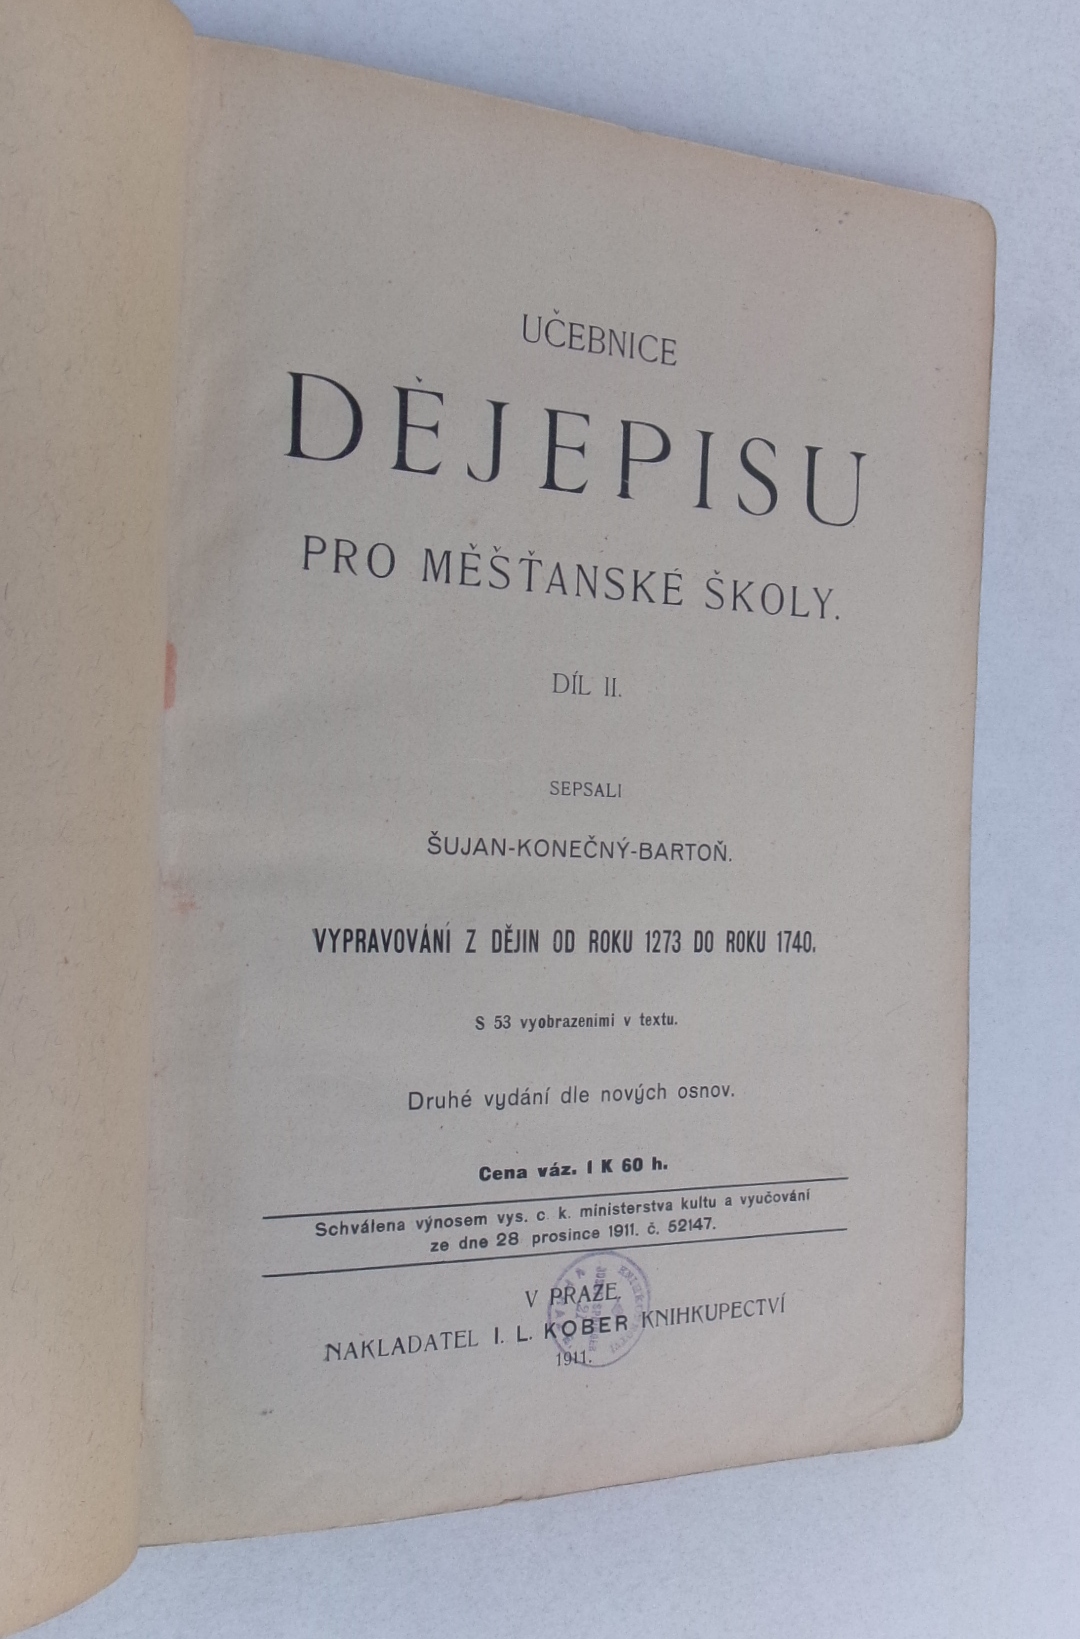 UČEBNICE
DĚJEPISU
PRO MĚŠŤANSKÉ ŠKOLY.
DÍL II.
SEPSALI
ŠUJAN-KONEČNÝ-BARTOŇ.
VYPRAVOVÁNÍ Z DĚJIN OD ROKU 1273 DO ROKU 1740.
S 53 vyobrazenimi v textu.
Druhé vydání dle nových osnov.
Cena váz. 1 K 60 h.
Schválena výnosem vys. c. k. ministerstva kultu a vyučování
ze dne 28 prosince 1911. č. 52147.
V PRAZE.
NAKLADATEL I. L. KOBER KNIHKUPECTVÍ
1911.